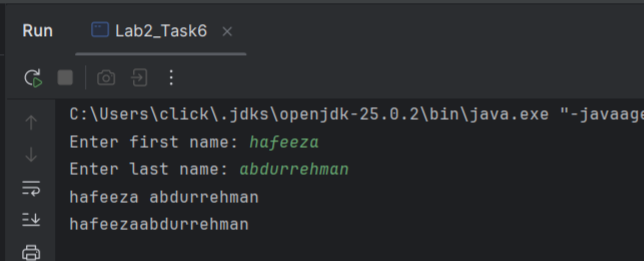 Run Lab2_Task6
C:\Users\click\.jdks\openjdk-25.0.2\bin\java.exe "-javaage
Enter first name: hafeeza
Enter last name: abdurrehman
hafeeza abdurrehman
hafeezaabdurrehman